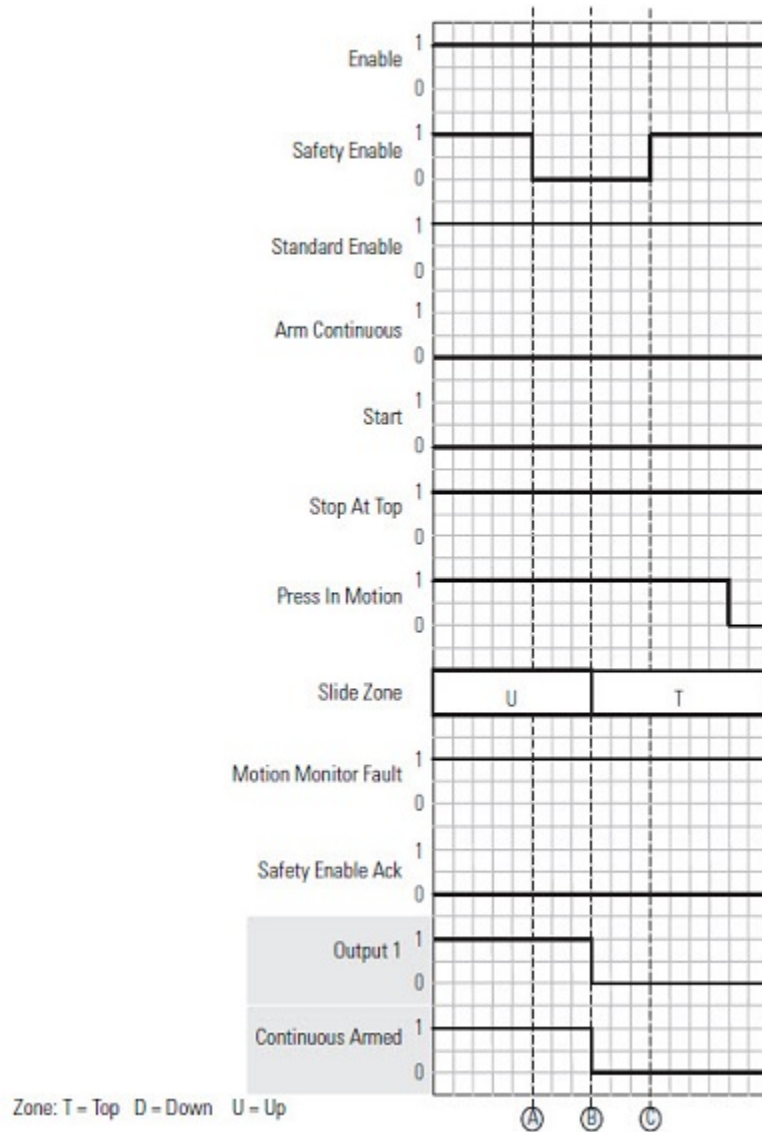 Enable 1
0
Safety Enable 1
0
Standard Enable 1
0
Arm Continuous 1
0
Start 1
0
Stop At Top 1
0
Press In Motion 1
0
Slide Zone U T
Motion Monitor Fault 1
0
Safety Enable Ack 1
0
Output 1 1
0
Continuous Armed 1
0
Zone: T = Top D = Down U = Up
A B C